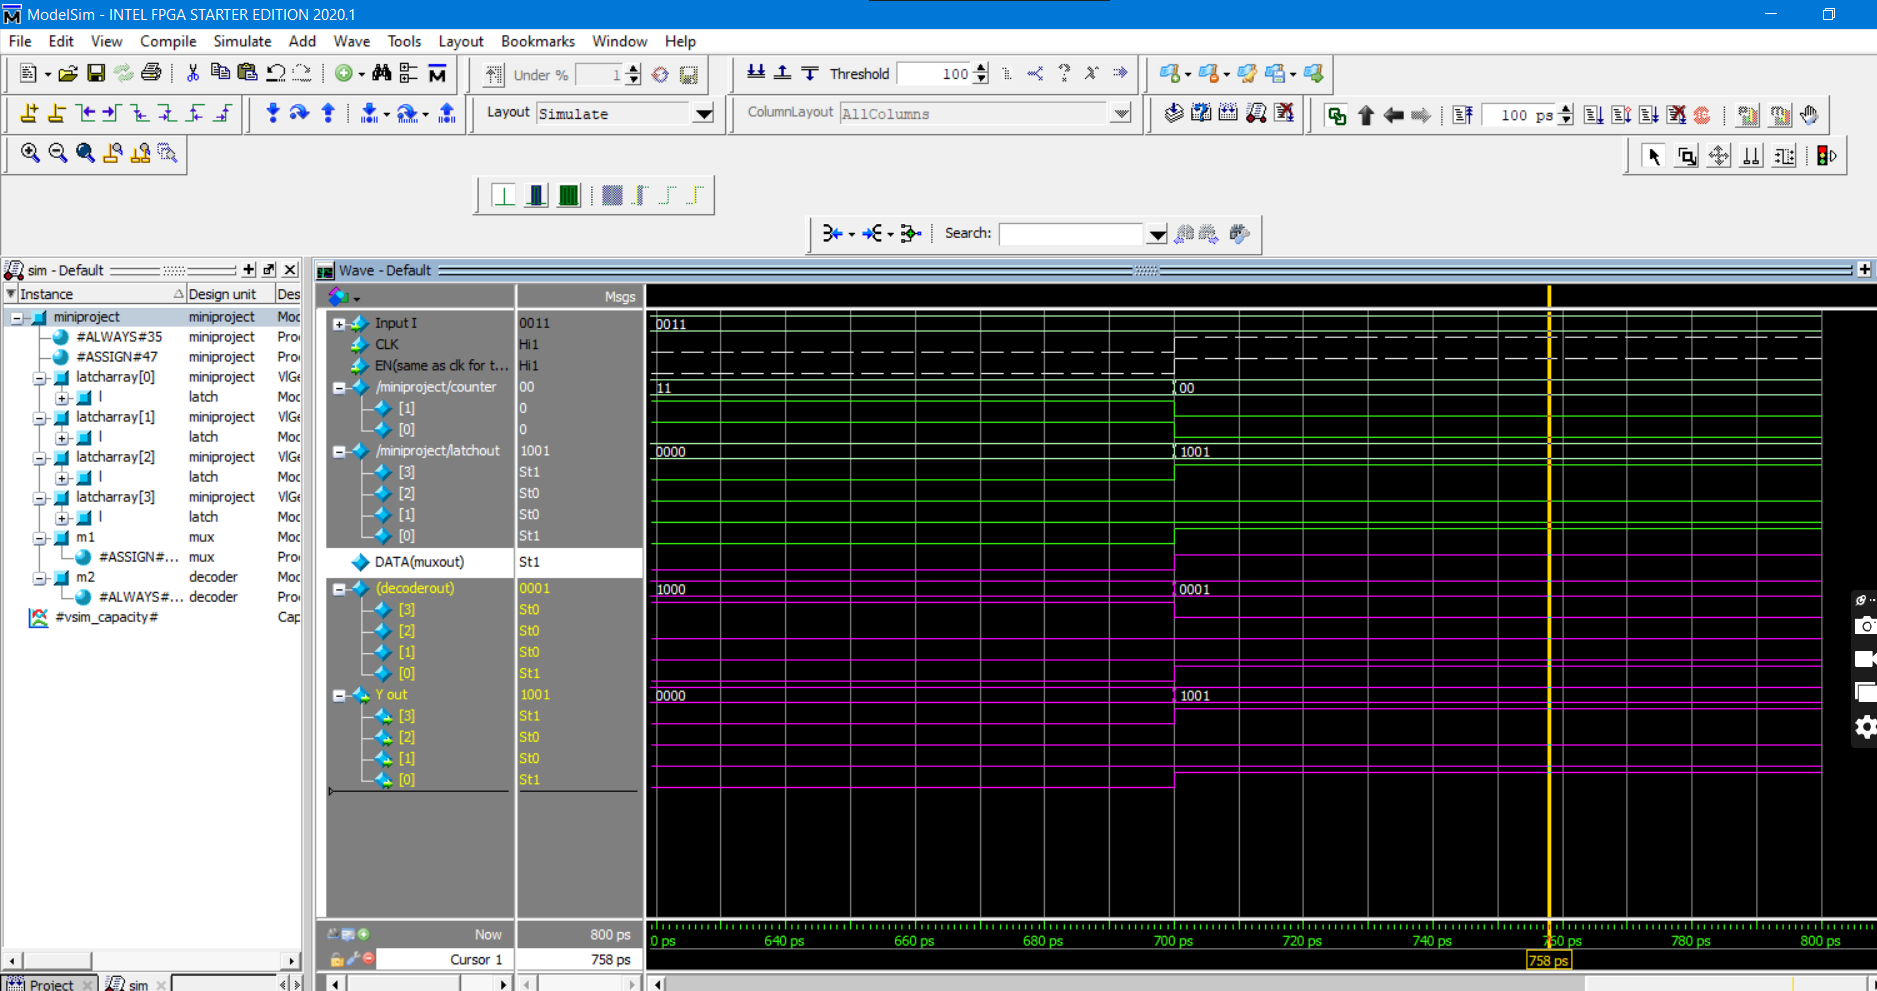 ModelSim - INTEL FPGA STARTER EDITION 2020.1
File Edit View Compile Simulate Add Wave Tools Layout Bookmarks Window Help
Under % 1 Threshold 100
Layout Simulate ColumnLayout AllColumns 100 ps
Search:
sim - Default
Instance Design unit Des
miniproject miniproject Moc
#ALWAYS#35 miniproject Pro
#ASSIGN#47 miniproject Pro
latcharray[0] miniproject VlGe
l latch Moc
latcharray[1] miniproject VlGe
l latch Moc
latcharray[2] miniproject VlGe
l latch Moc
latcharray[3] miniproject VlGe
l latch Moc
m1 mux Moc
#ASSIGN#... mux Pro
m2 decoder Moc
#ALWAYS#... decoder Pro
#vsim_capacity# Cap
Project sim
Wave - Default
Msgs
Input I 0011 0011
CLK Hi1
EN(same as clk for t... Hi1
/miniproject/counter 00 11 00
[1] 0
[0] 0
/miniproject/latchout 1001 0000 1001
[3] St1
[2] St0
[1] St0
[0] St1
DATA(muxout) St1
(decoderout) 0001 1000 0001
[3] St0
[2] St0
[1] St0
[0] St1
Y out 1001 0000 1001
[3] St1
[2] St0
[1] St0
[0] St1
Now 800 ps 0 ps 640 ps 660 ps 680 ps 700 ps 720 ps 740 ps 760 ps 780 ps 800 ps
Cursor 1 758 ps 758 ps